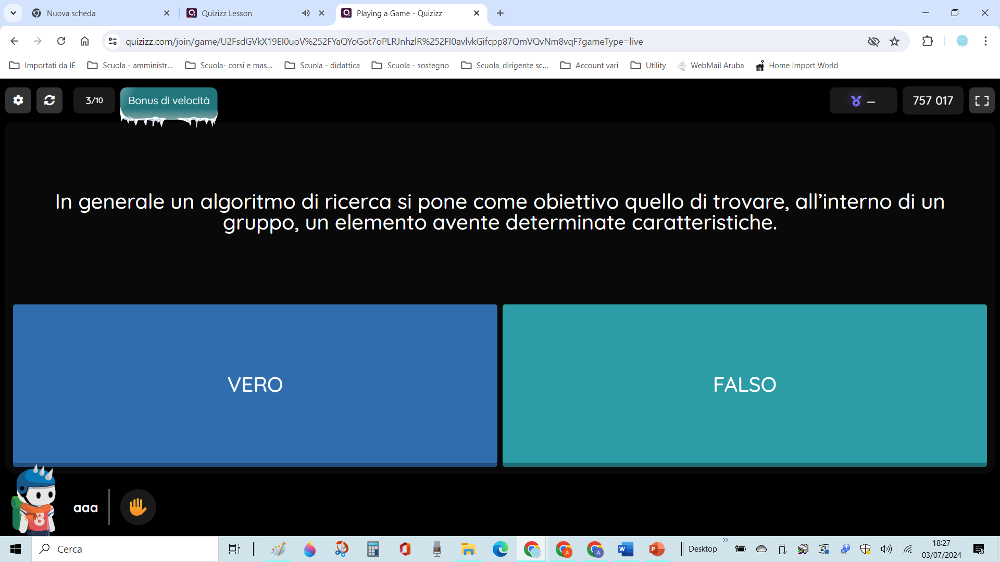 Nuova scheda
Quizizz Lesson
Playing a Game - Quizizz
quizizz.com/join/game/U2FsdGVkX19EI0uoV%252FYaQYoGot7oPLRJnhzlR%252FI0avlvkGifcpp87QmVQvNm8vqF?gameType=live
Importati da IE
Scuola - amministr...
Scuola- corsi e mas...
Scuola - didattica
Scuola - sostegno
Scuola_dirigente sc...
Account vari
Utility
WebMail Aruba
Home Import World
3/10
Bonus di velocità
–
757 017
In generale un algoritmo di ricerca si pone come obiettivo quello di trovare, all’interno di un
gruppo, un elemento avente determinate caratteristiche.
VERO
FALSO
8
aaa
Cerca
Desktop
18:27
03/07/2024